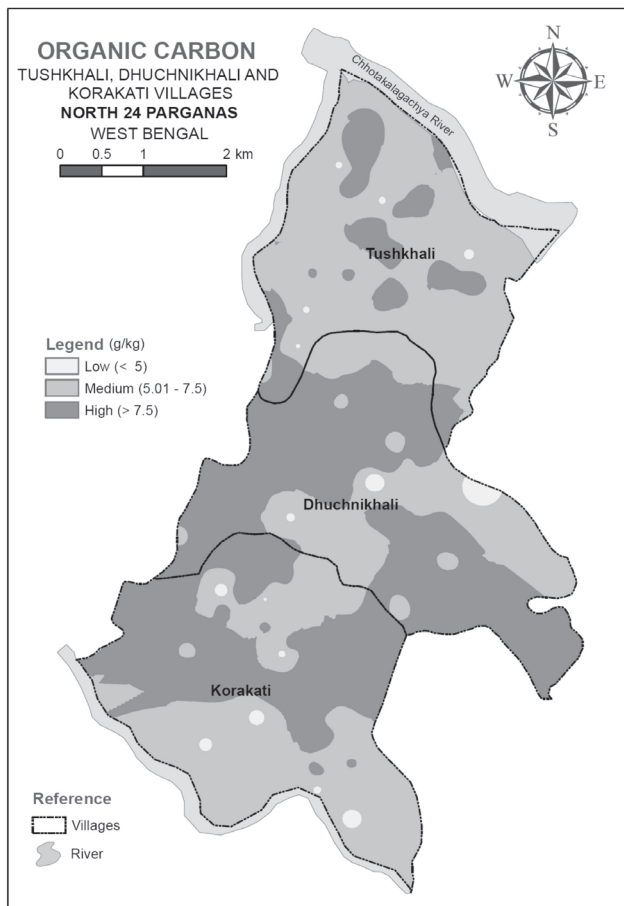 ORGANIC CARBON
TUSHKHALI, DHUCHNIKHALI AND
KORAKATI VILLAGES
NORTH 24 PARGANAS
WEST BENGAL
0 0.5 1 2 km
N
W E
S
Chhotakalagachya River
Tushkhali
Legend (g/kg)
Low (< 5)
Medium (5.01 - 7.5)
High (> 7.5)
Dhuchnikhali
Korakati
Reference
Villages
River